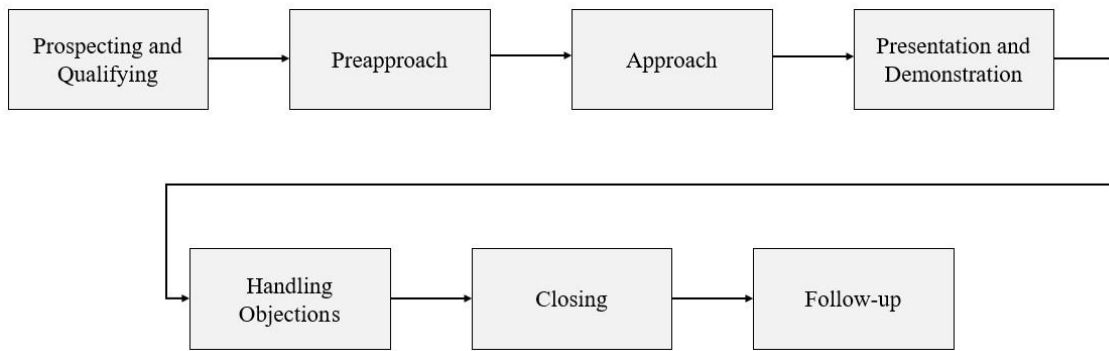 Prospecting and
Qualifying
Preapproach
Approach
Presentation and
Demonstration
Handling
Objections
Closing
Follow-up